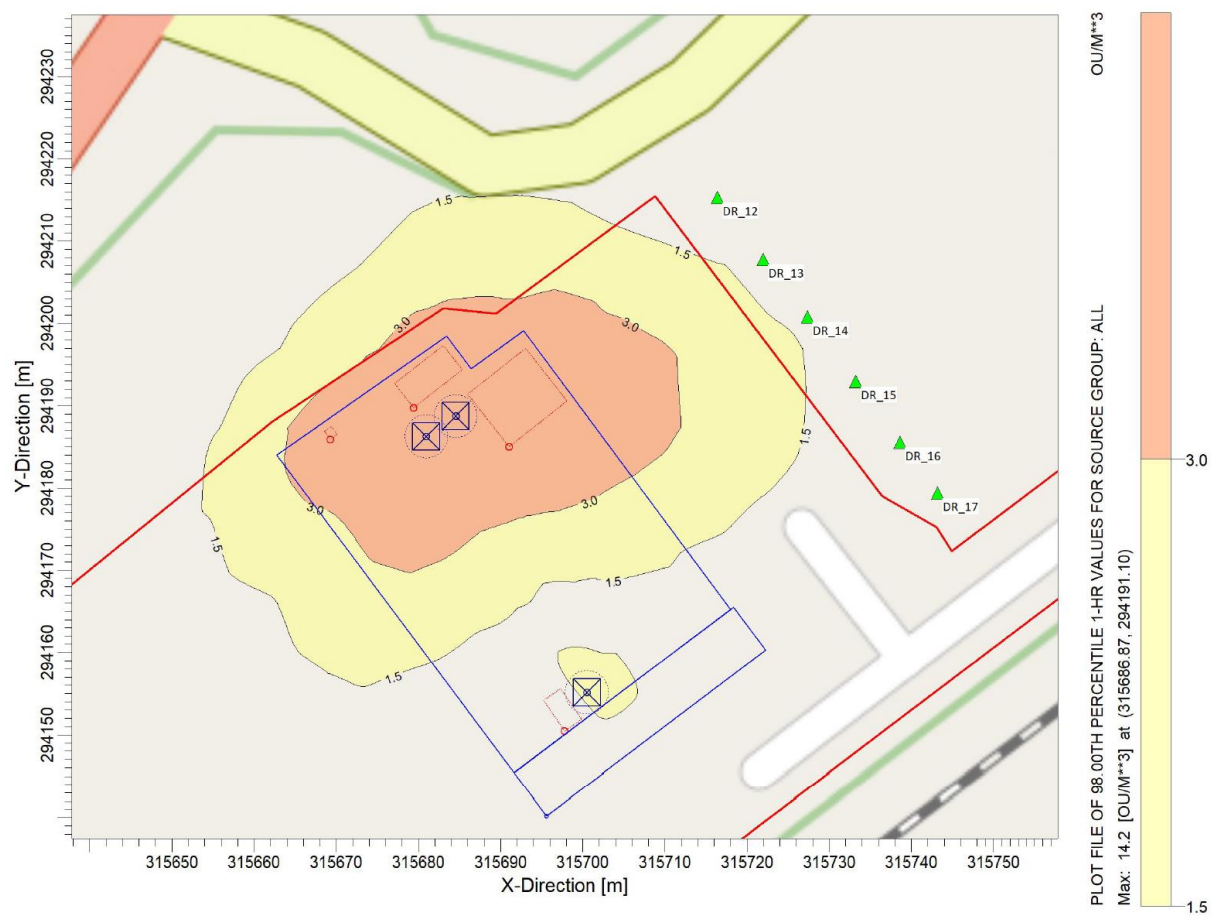 Y-Direction [m]
294230
294220
294210
294200
294190
294180
294170
294160
294150
315650 315660 315670 315680 315690 315700 315710 315720 315730 315740 315750
X-Direction [m]
1.5
1.5
3.0
3.0
3.0
3.0
1.5
1.5
1.5
1.5
DR_12
DR_13
DR_14
DR_15
DR_16
DR_17
PLOT FILE OF 98.00TH PERCENTILE 1-HR VALUES FOR SOURCE GROUP: ALL OU/M**3
Max: 14.2 [OU/M**3] at (315686.87, 294191.10)
3.0
1.5